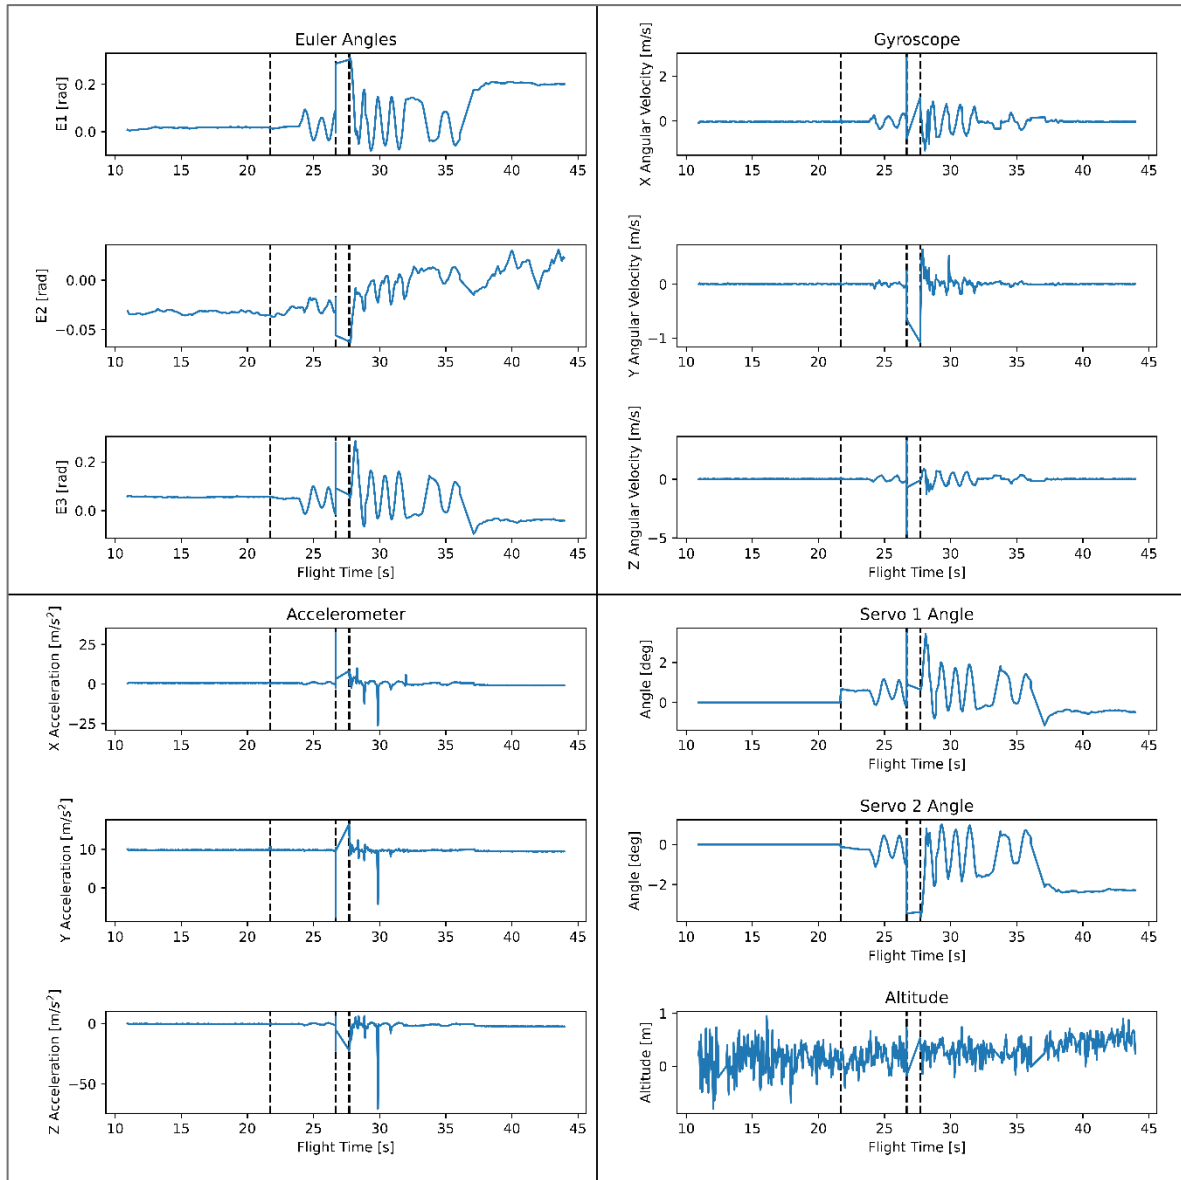 Euler Angles
E1 [rad]
0.2
0.0
10 15 20 25 30 35 40 45
E2 [rad]
0.00
−0.05
10 15 20 25 30 35 40 45
E3 [rad]
0.2
0.0
10 15 20 25 30 35 40 45
Flight Time [s]
Gyroscope
X Angular Velocity [m/s]
2
0
10 15 20 25 30 35 40 45
Y Angular Velocity [m/s]
0
−1
10 15 20 25 30 35 40 45
Z Angular Velocity [m/s]
0
−5
10 15 20 25 30 35 40 45
Flight Time [s]
Accelerometer
X Acceleration [m/s²]
25
0
−25
10 15 20 25 30 35 40 45
Y Acceleration [m/s²]
10
0
10 15 20 25 30 35 40 45
Z Acceleration [m/s²]
0
−50
10 15 20 25 30 35 40 45
Flight Time [s]
Servo 1 Angle
Angle [deg]
2
0
10 15 20 25 30 35 40 45
Flight Time [s]
Servo 2 Angle
Angle [deg]
0
−2
10 15 20 25 30 35 40 45
Flight Time [s]
Altitude
Altitude [m]
1
0
10 15 20 25 30 35 40 45
Flight Time [s]